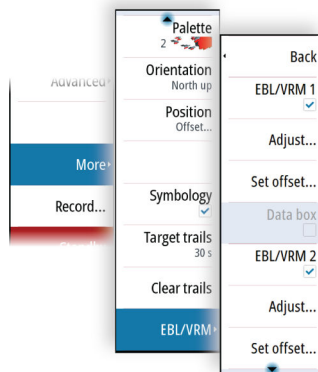 Advanced
More
Record...
Palette
2
Orientation
North up
Position
Offset...
Symbology
Target trails
30 s
Clear trails
EBL/VRM
Back
EBL/VRM 1
Adjust...
Set offset...
Data box
EBL/VRM 2
Adjust...
Set offset...